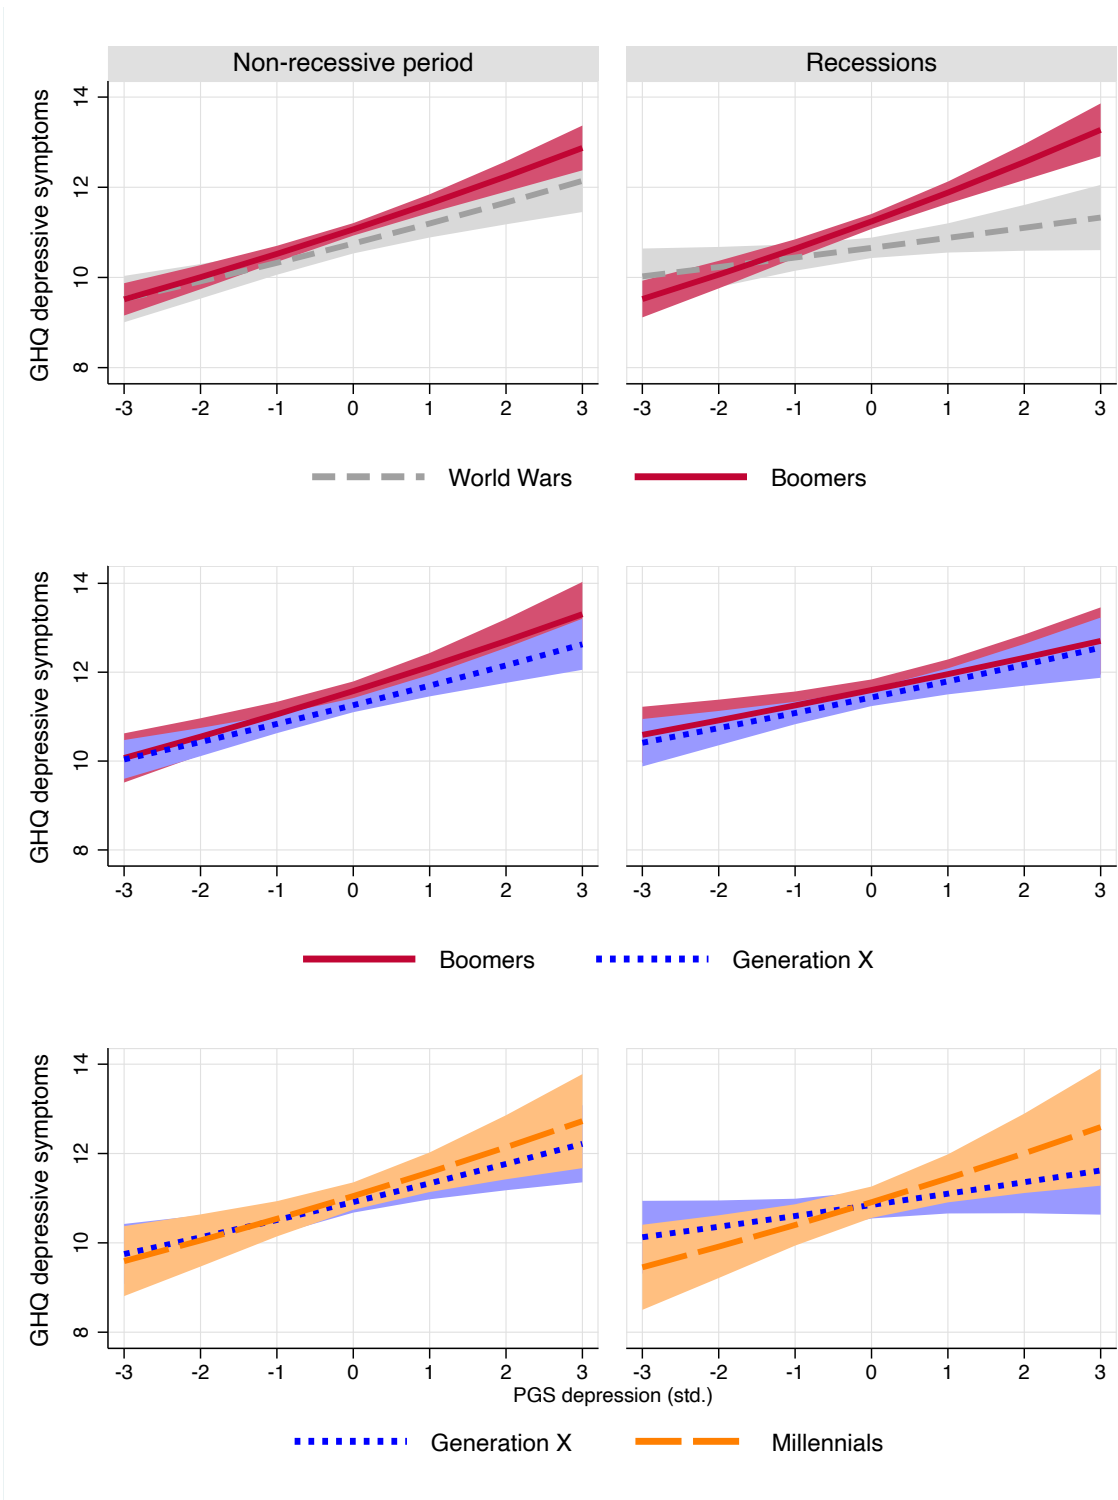 Non-recessive period
Recessions
GHQ depressive symptoms
14
12
10
8
-3 -2 -1 0 1 2 3
-3 -2 -1 0 1 2 3
World Wars
Boomers
GHQ depressive symptoms
14
12
10
8
-3 -2 -1 0 1 2 3
-3 -2 -1 0 1 2 3
Boomers
Generation X
GHQ depressive symptoms
14
12
10
8
-3 -2 -1 0 1 2 3
-3 -2 -1 0 1 2 3
PGS depression (std.)
Generation X
Millennials